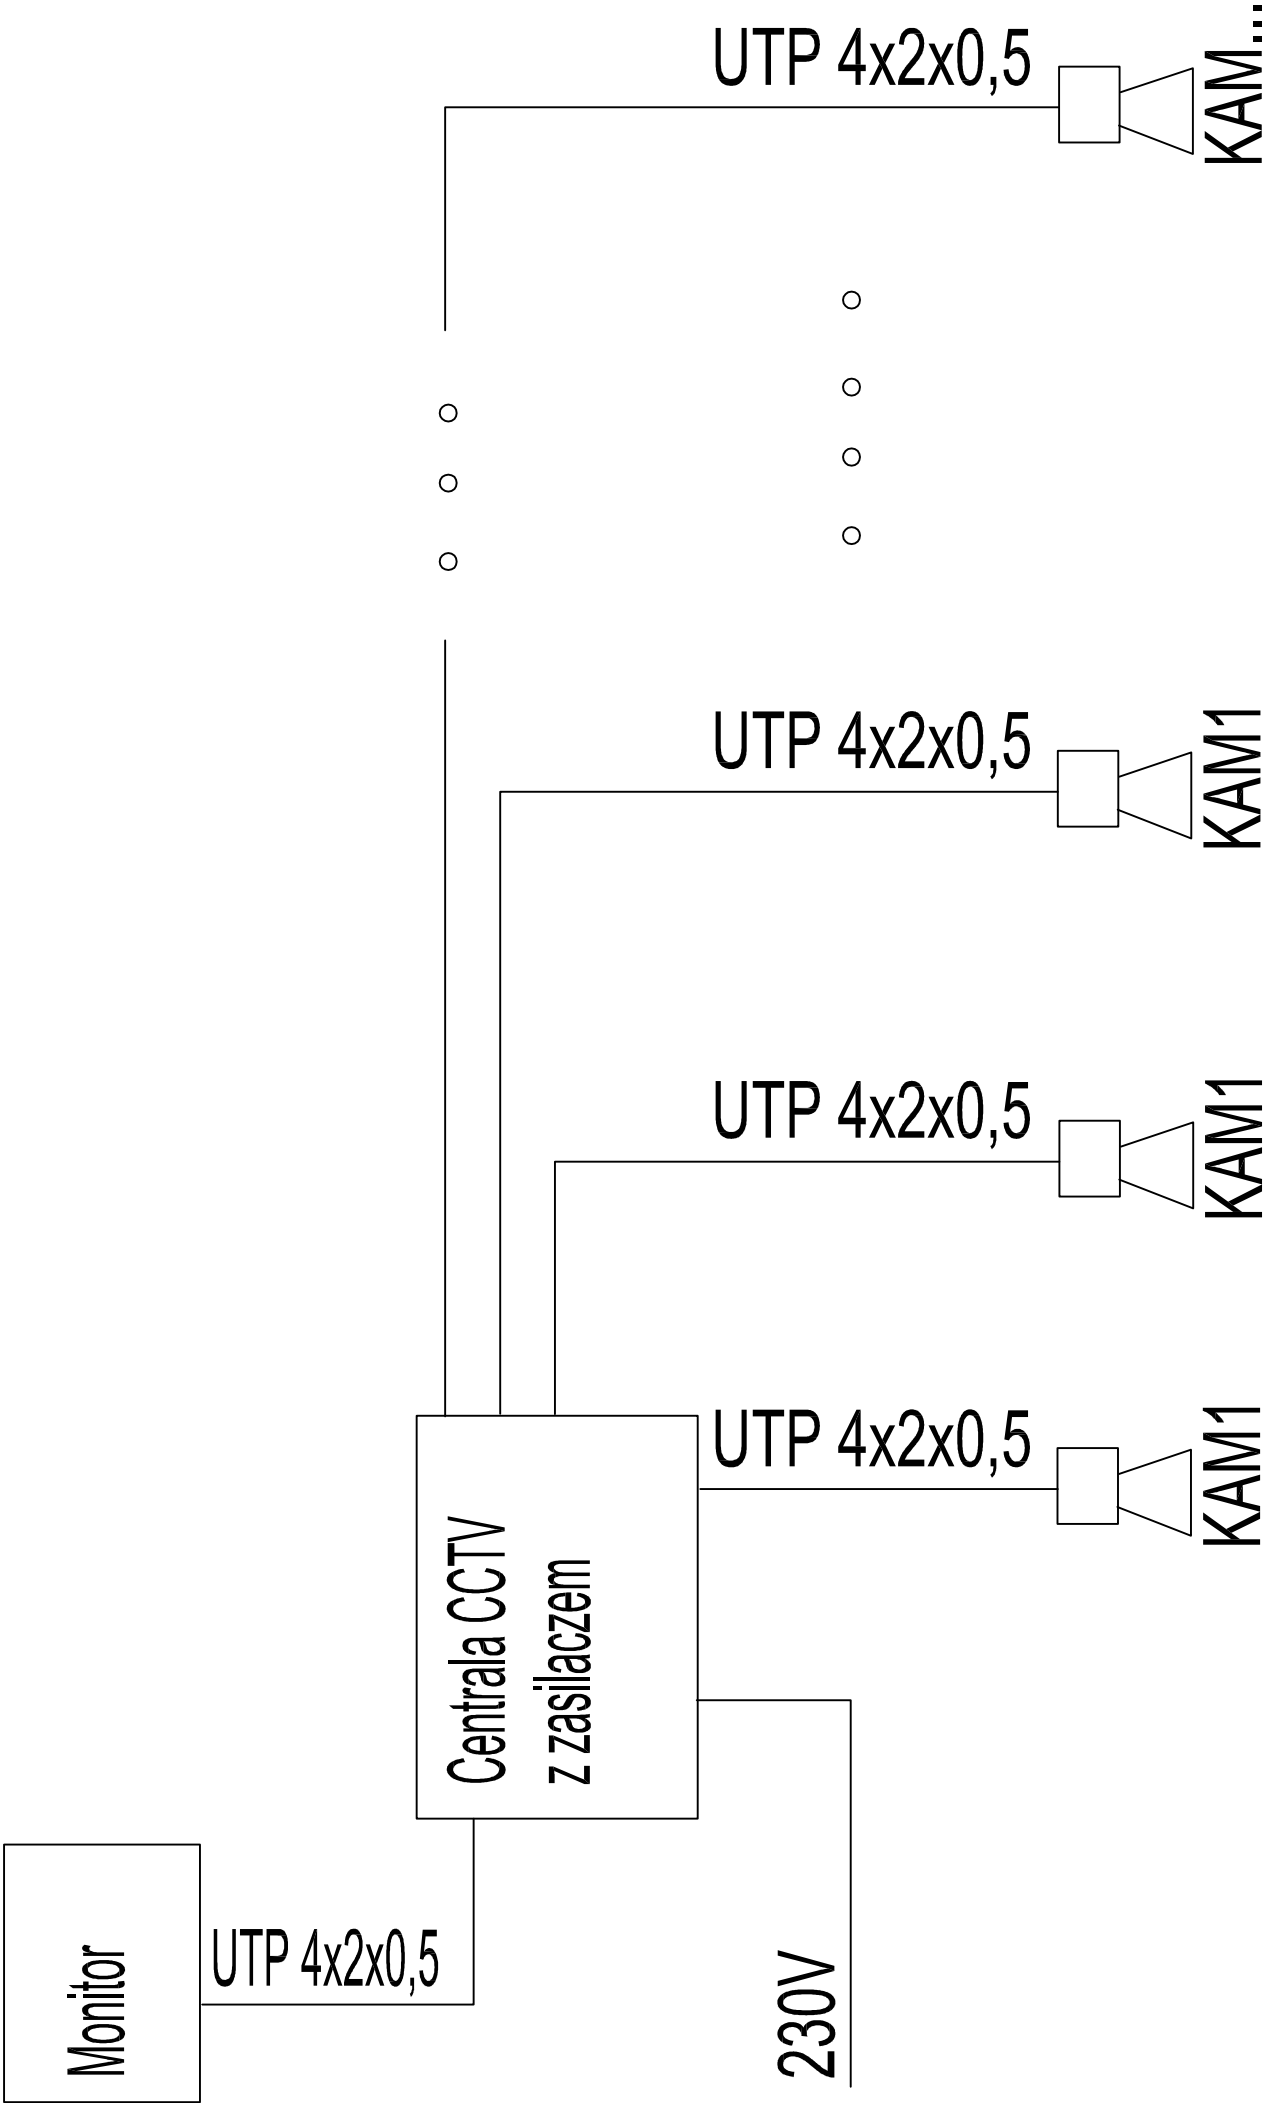 UTP 4x2x0,5
KAM...
UTP 4x2x0,5
KAM1
UTP 4x2x0,5
KAM1
UTP 4x2x0,5
KAM1
Centrala CCTV
z zasilaczem
Monitor
UTP 4x2x0,5
230V